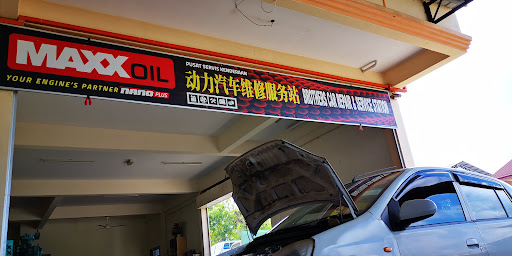 MAXX OIL
YOUR ENGINE'S PARTNER nano PLUS
PUSAT SERVIS KENDERAAN
动力汽车维修服务站 BROTHERS CAR REPAIR & SERVICE STATION